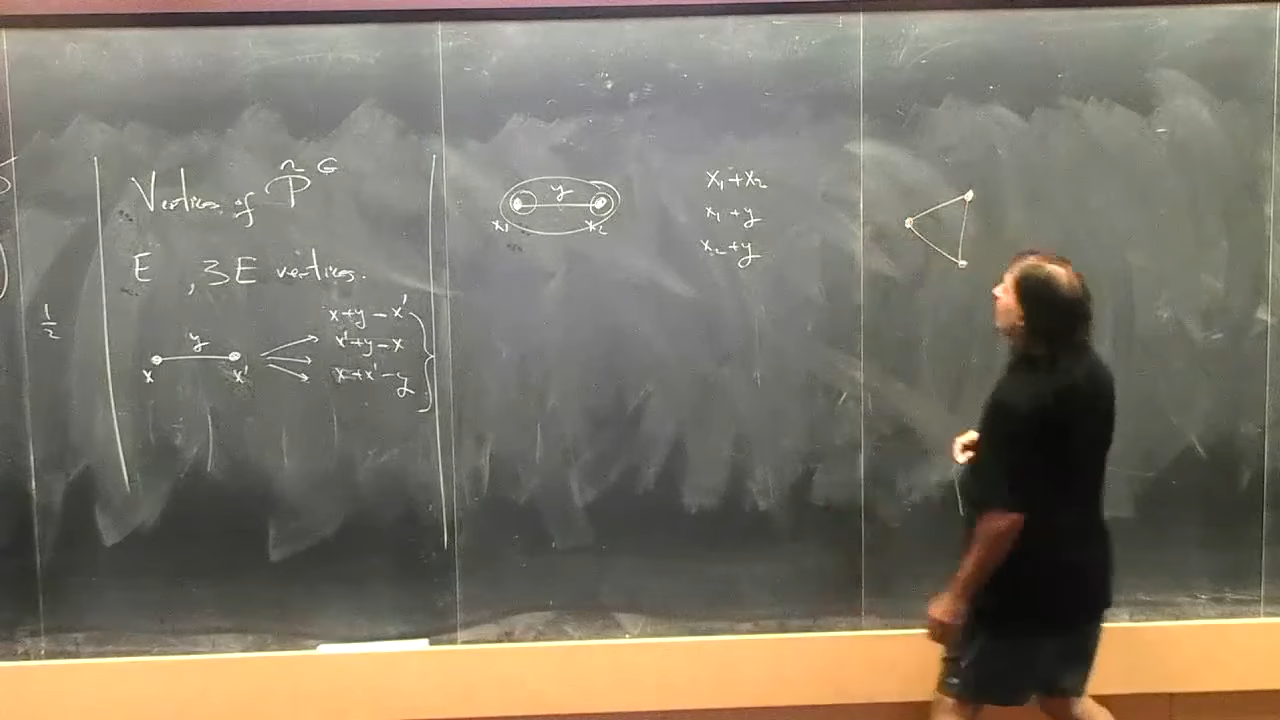 Vertices of P̃ᴳ
E , 3E vertices.
1/2
y
x x'
x+y−x'
x'+y−x
x+x'−y
y
x₁ x₂
x₁+x₂
x₁+y
x₂+y